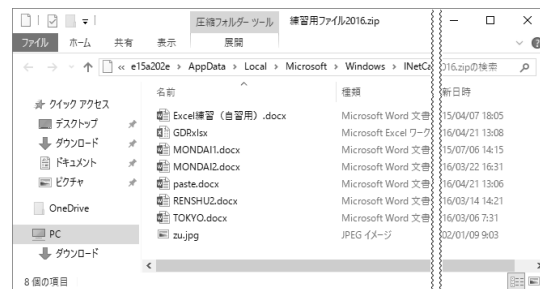 圧縮フォルダー ツール 練習用ファイル2016.zip
ファイル ホーム 共有 表示 展開
« e15a202e › AppData › Local › Microsoft › Windows › INetCa 016.zipの検索
名前 種類 新日時
クイック アクセス
デスクトップ
ダウンロード
ドキュメント
ピクチャ
OneDrive
PC
ダウンロード
Excel練習（自習用）.docx Microsoft Word 文書 15/04/07 18:05
GDRxlsx Microsoft Excel ワーク 16/04/21 13:08
MONDAI1.docx Microsoft Word 文書 15/07/06 14:15
MONDAI2.docx Microsoft Word 文書 16/03/22 16:31
paste.docx Microsoft Word 文書 16/04/21 13:06
RENSHU2.docx Microsoft Word 文書 16/03/14 14:21
TOKYO.docx Microsoft Word 文書 16/03/06 7:31
zu.jpg JPEG イメージ 02/01/09 9:03
8 個の項目